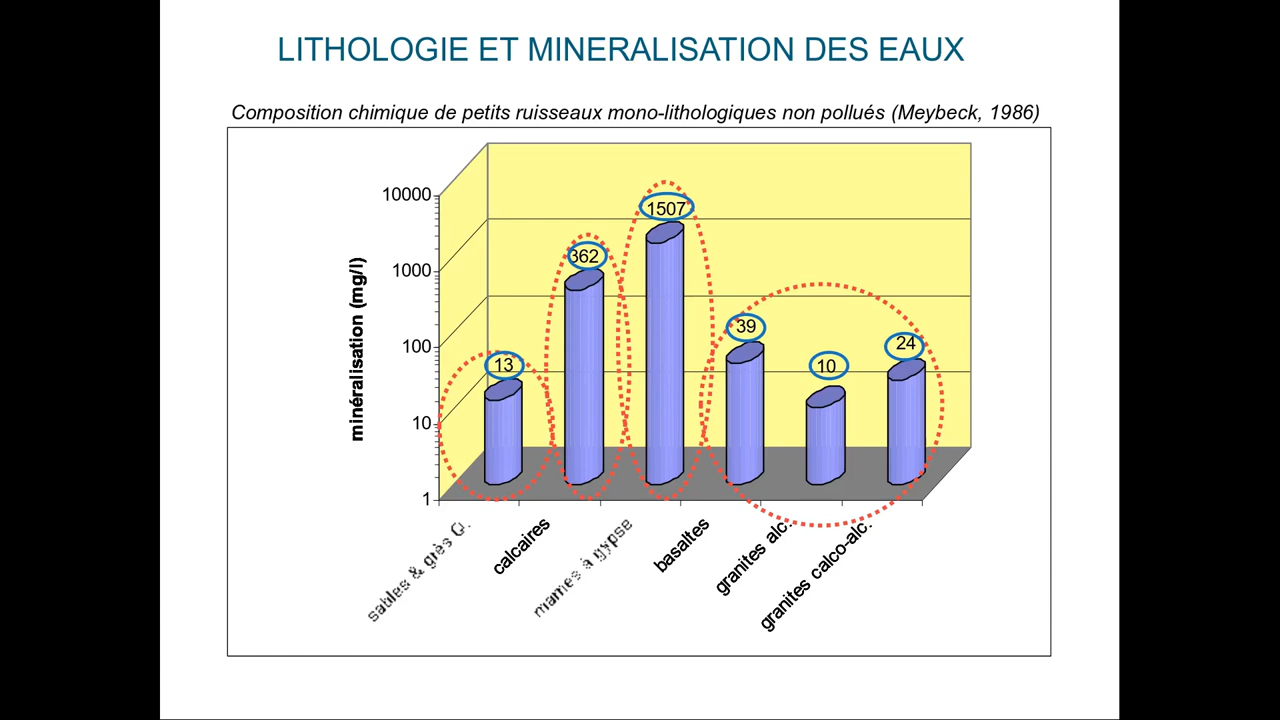 LITHOLOGIE ET MINERALISATION DES EAUX
Composition chimique de petits ruisseaux mono-lithologiques non pollués (Meybeck, 1986)
minéralisation (mg/l)
10000
1000
100
10
1
13
362
1507
39
10
24
sables & grès Q.
calcaires
marnes à gypse
basaltes
granites alc.
granites calco-alc.